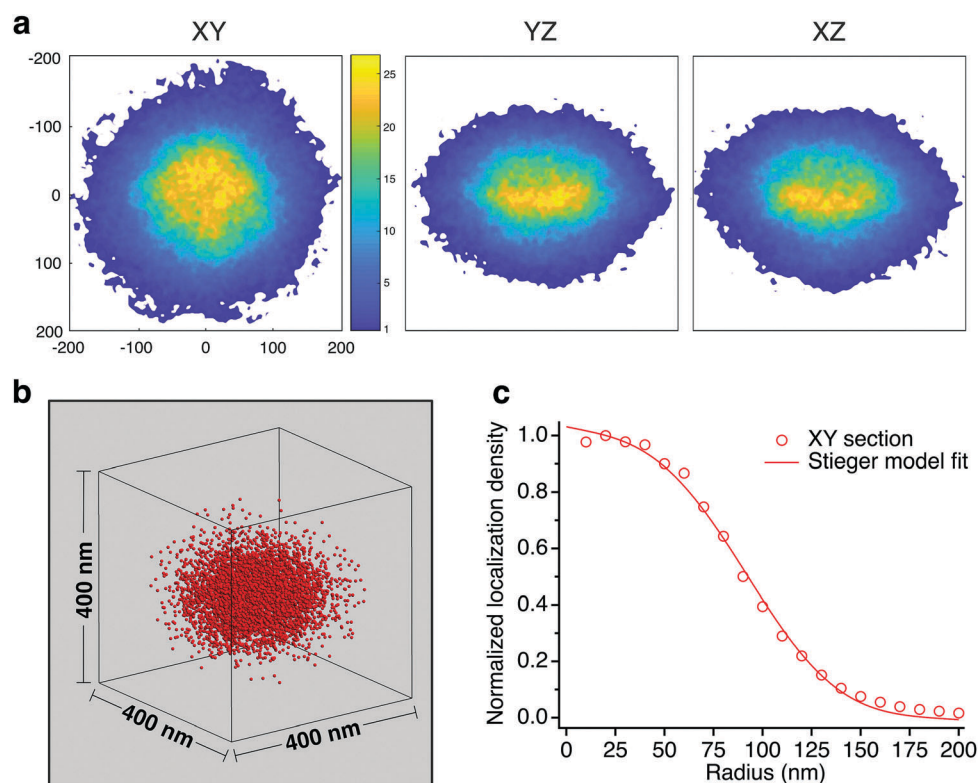 a
XY
YZ
XZ
-200
-100
0
100
200
-200
-100
0
100
200
25
20
15
10
5
1
b
400 nm
400 nm
400 nm
c
XY section
Stieger model fit
Normalized localization density
1.0
0.8
0.6
0.4
0.2
0.0
0
25
50
75
100
125
150
175
200
Radius (nm)